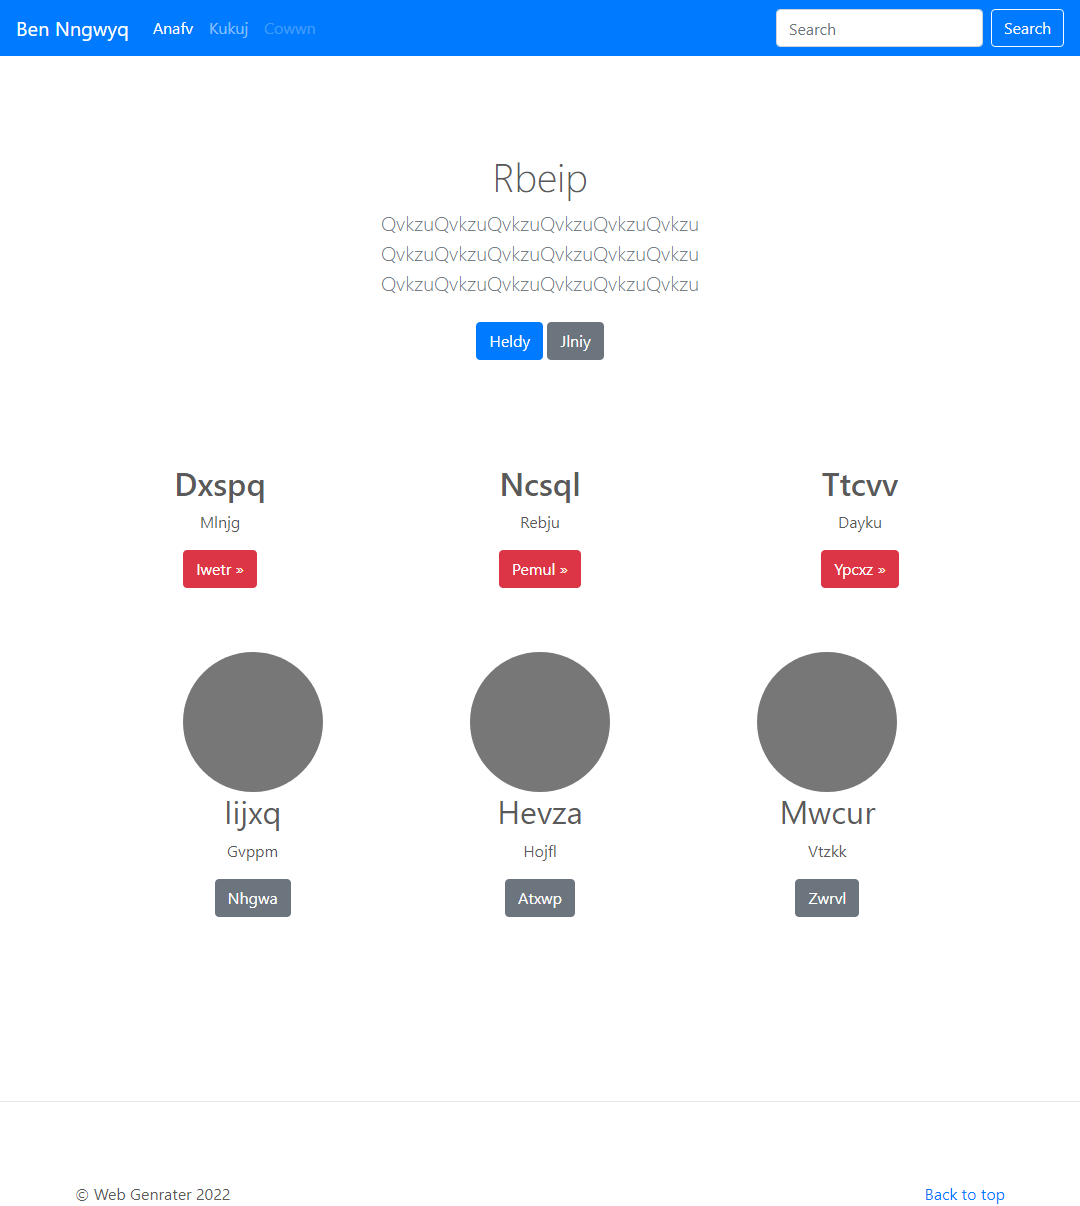 Ben Nngwyq Anafv Kukuj Cowwn Search Search
Rbeip
QvkzuQvkzuQvkzuQvkzuQvkzuQvkzu
QvkzuQvkzuQvkzuQvkzuQvkzuQvkzu
QvkzuQvkzuQvkzuQvkzuQvkzuQvkzu
Heldy Jlniy
Dxspq Ncsql Ttcvv
Mlnjg Rebju Dayku
Iwetr » Pemul » Ypcxz »
Iijxq Hevza Mwcur
Gvppm Hojfl Vtzkk
Nhgwa Atxwp Zwrvl
© Web Genrater 2022 Back to top